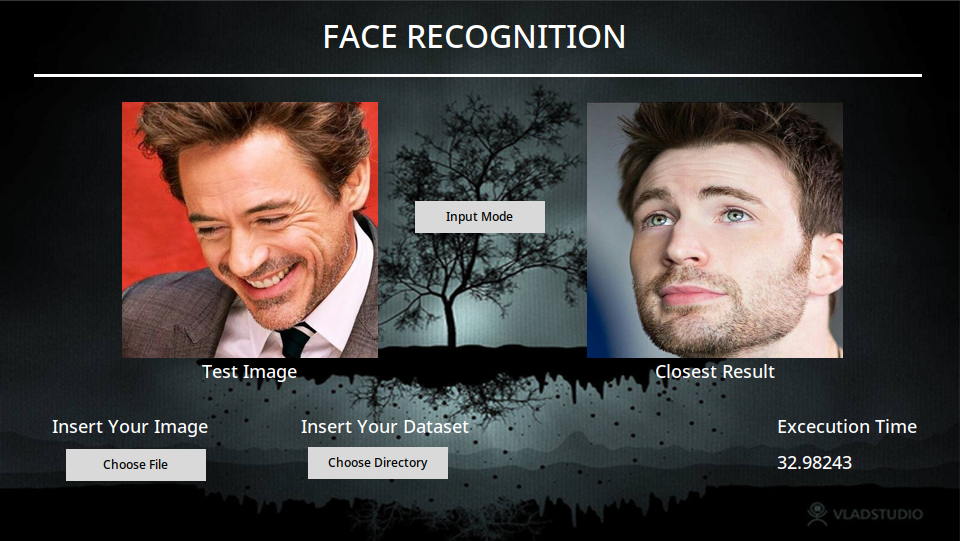 FACE RECOGNITION
Input Mode
Test Image
Closest Result
Insert Your Image
Insert Your Dataset
Excecution Time
Choose File
Choose Directory
32.98243
VLADSTUDIO